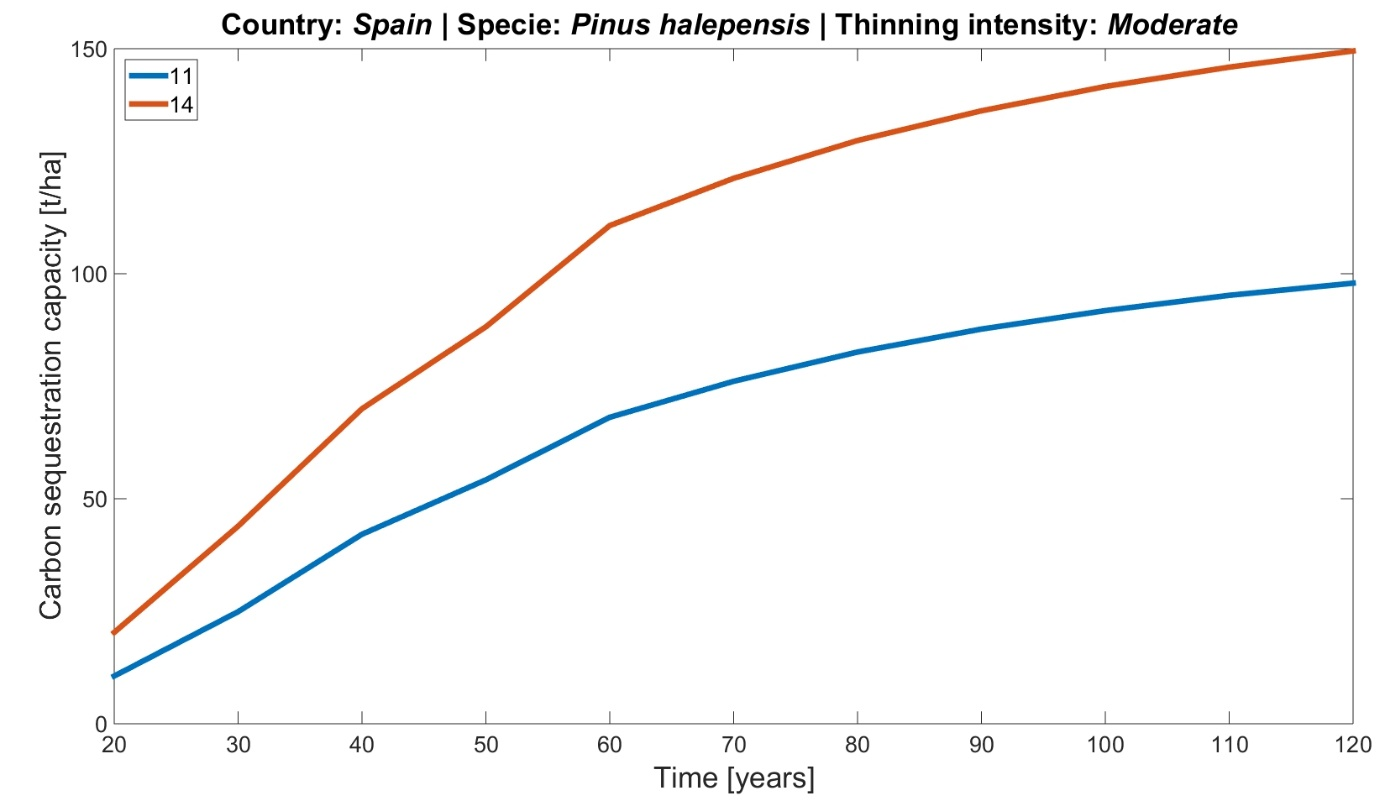 Country: Spain | Specie: Pinus halepensis | Thinning intensity: Moderate
11
14
Carbon sequestration capacity [t/ha]
150
100
50
0
20 30 40 50 60 70 80 90 100 110 120
Time [years]